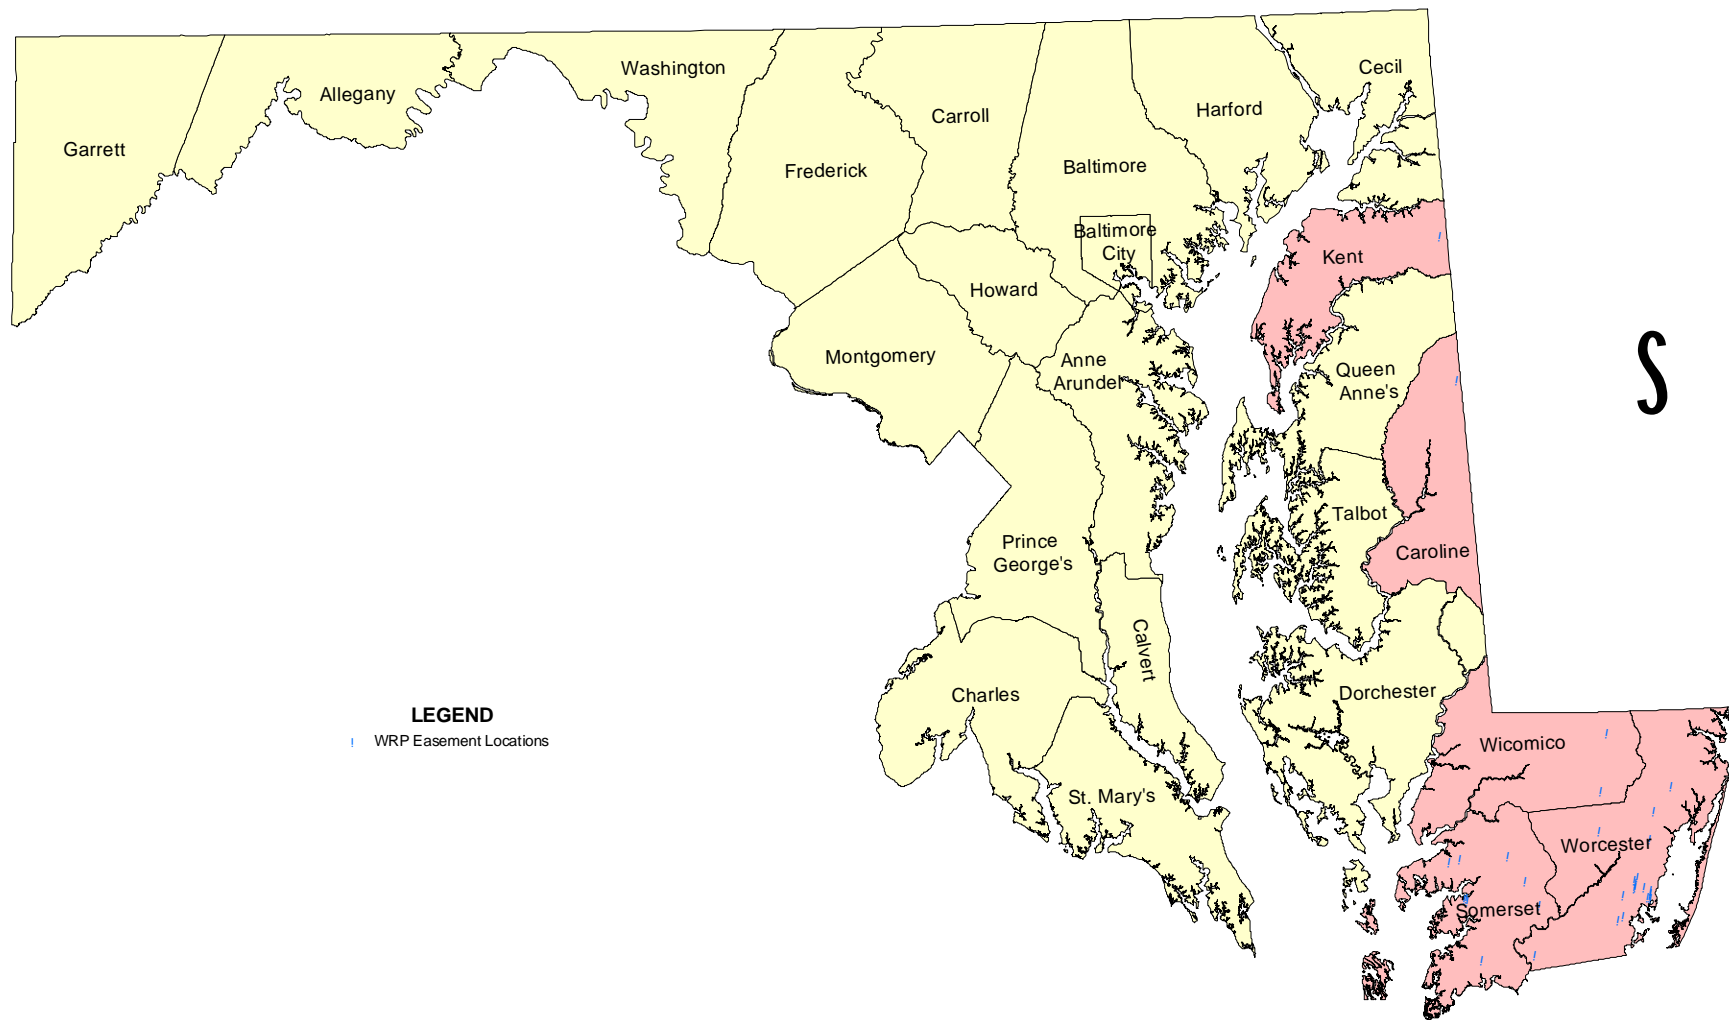 Washington
Cecil
Allegany
Harford
Carroll
Garrett
Baltimore
Frederick
Baltimore
City
Kent
Howard
Montgomery
Anne
Arundel
Queen
Anne's
S
Talbot
Prince
George's
Caroline
Calvert
Charles
Dorchester
LEGEND
! WRP Easement Locations
Wicomico
St. Mary's
Worcester
Somerset